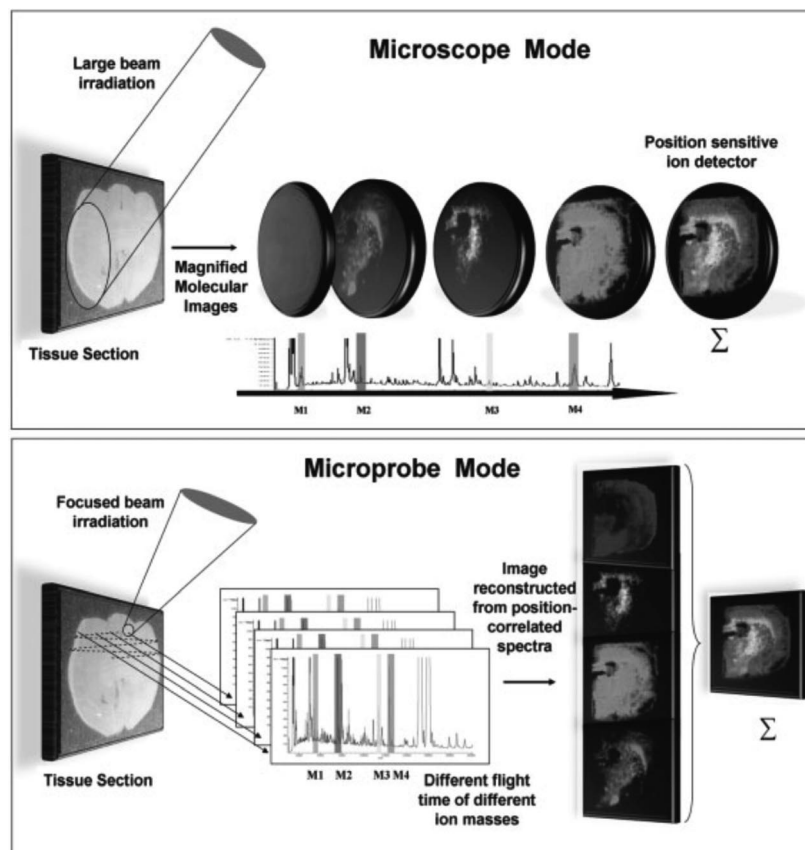 Microscope Mode
Large beam
irradiation
Position sensitive
ion detector
Magnified
Molecular
Images
Tissue Section
Σ
M1 M2 M3 M4
Microprobe Mode
Focused beam
irradiation
Image
reconstructed
from position-
correlated
spectra
Σ
Tissue Section
M1 M2 M3 M4
Different flight
time of different
ion masses